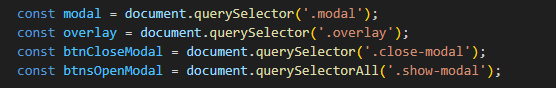 const modal = document.querySelector('.modal');
const overlay = document.querySelector('.overlay');
const btnCloseModal = document.querySelector('.close-modal');
const btnsOpenModal = document.querySelectorAll('.show-modal');